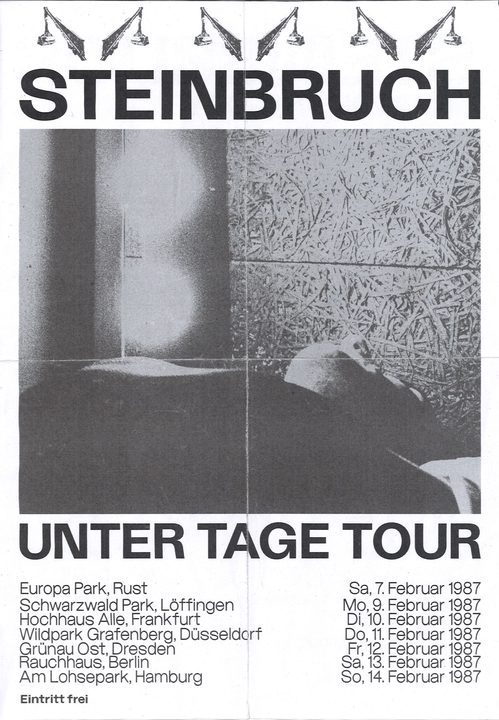 STEINBRUCH
UNTER TAGE TOUR
Europa Park, Rust Sa, 7. Februar 1987
Schwarzwald Park, Löffingen Mo, 9. Februar 1987
Hochhaus Alle, Frankfurt Di, 10. Februar 1987
Wildpark Grafenberg, Düsseldorf Do, 11. Februar 1987
Grünau Ost, Dresden Fr, 12. Februar 1987
Rauchhaus, Berlin Sa, 13. Februar 1987
Am Lohsepark, Hamburg So, 14. Februar 1987
Eintritt frei